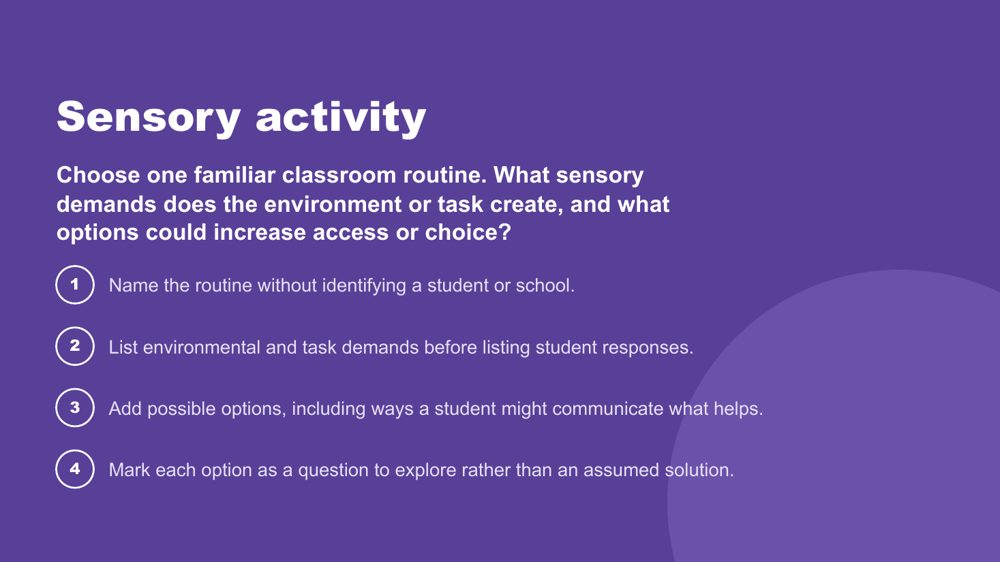 Sensory activity
Choose one familiar classroom routine. What sensory
demands does the environment or task create, and what
options could increase access or choice?
1 Name the routine without identifying a student or school.
2 List environmental and task demands before listing student responses.
3 Add possible options, including ways a student might communicate what helps.
4 Mark each option as a question to explore rather than an assumed solution.